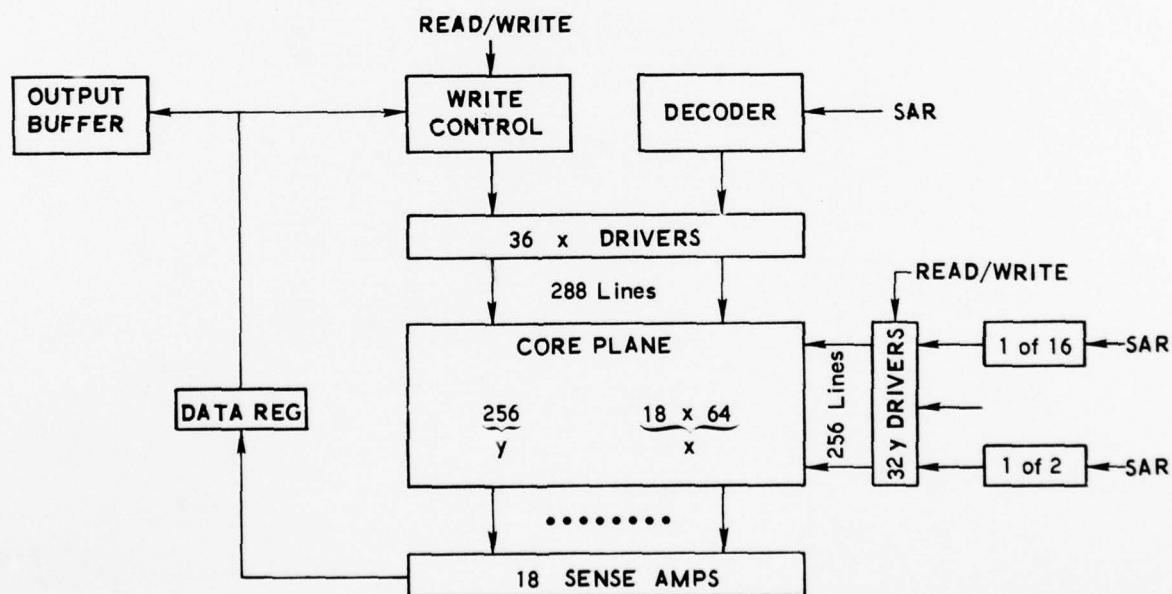 READ/WRITE
OUTPUT
BUFFER
WRITE
CONTROL
DECODER
SAR
36 x DRIVERS
288 Lines
READ/WRITE
CORE PLANE
256
y
18 x 64
x
256 Lines
32 y DRIVERS
1 of 16
SAR
1 of 2
SAR
DATA REG
18 SENSE AMPS